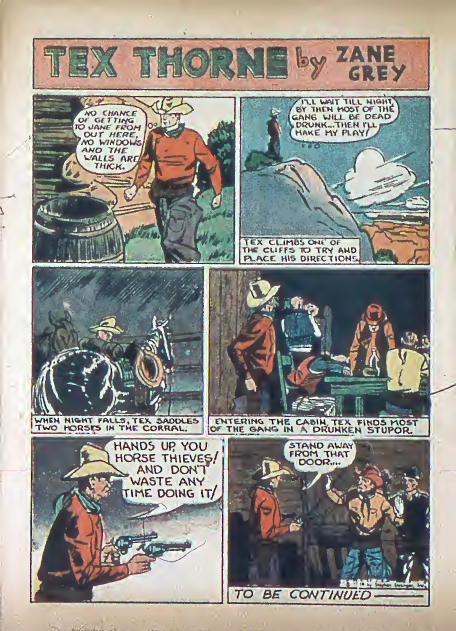 TEX THORNE by ZANE
GREY
NO CHANCE
OF GETTING
TO JANE FROM
OUT HERE,
NO WINDOWS
AND THE
WALLS ARE
THICK.
I'LL WAIT TILL NIGHT
BY THEN MOST OF THE
GANG WILL BE DEAD
DRUNK...THEN I'LL
MAKE MY PLAY!
TEX CLIMBS ONE OF
THE CLIFFS TO TRY AND
PLACE HIS DIRECTIONS.
WHEN NIGHT FALLS, TEX SADDLES
TWO HORSES IN THE CORRAL.
ENTERING THE CABIN, TEX FINDS MOST
OF THE GANG IN A DRUNKEN STUPOR.
HANDS UP, YOU
HORSE THIEVES!
AND DON'T
WASTE ANY
TIME DOING IT!
STAND AWAY
FROM THAT
DOOR....
TO BE CONTINUED